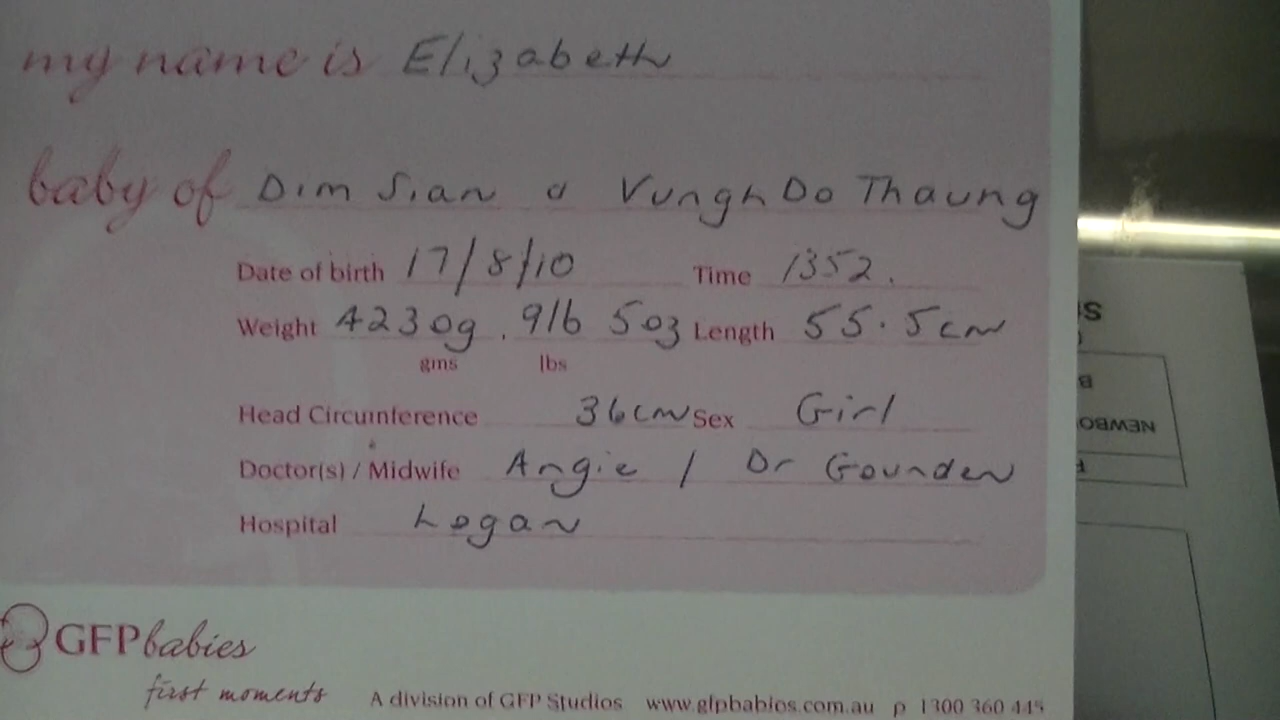 my name is Elizabeth
baby of Dim Sian & Vungh Do Thaung
Date of birth 17/8/10 Time 1352.
Weight 4230g . 9lb 5oz Length 55.5cm
gms lbs
Head Circumference 36cm Sex Girl
Doctor(s) / Midwife Angie / Dr Gounden
Hospital Logan
GFPbabies
first moments
A division of GFP Studios www.gfpbabies.com.au p 1300 360 445
NEWBO